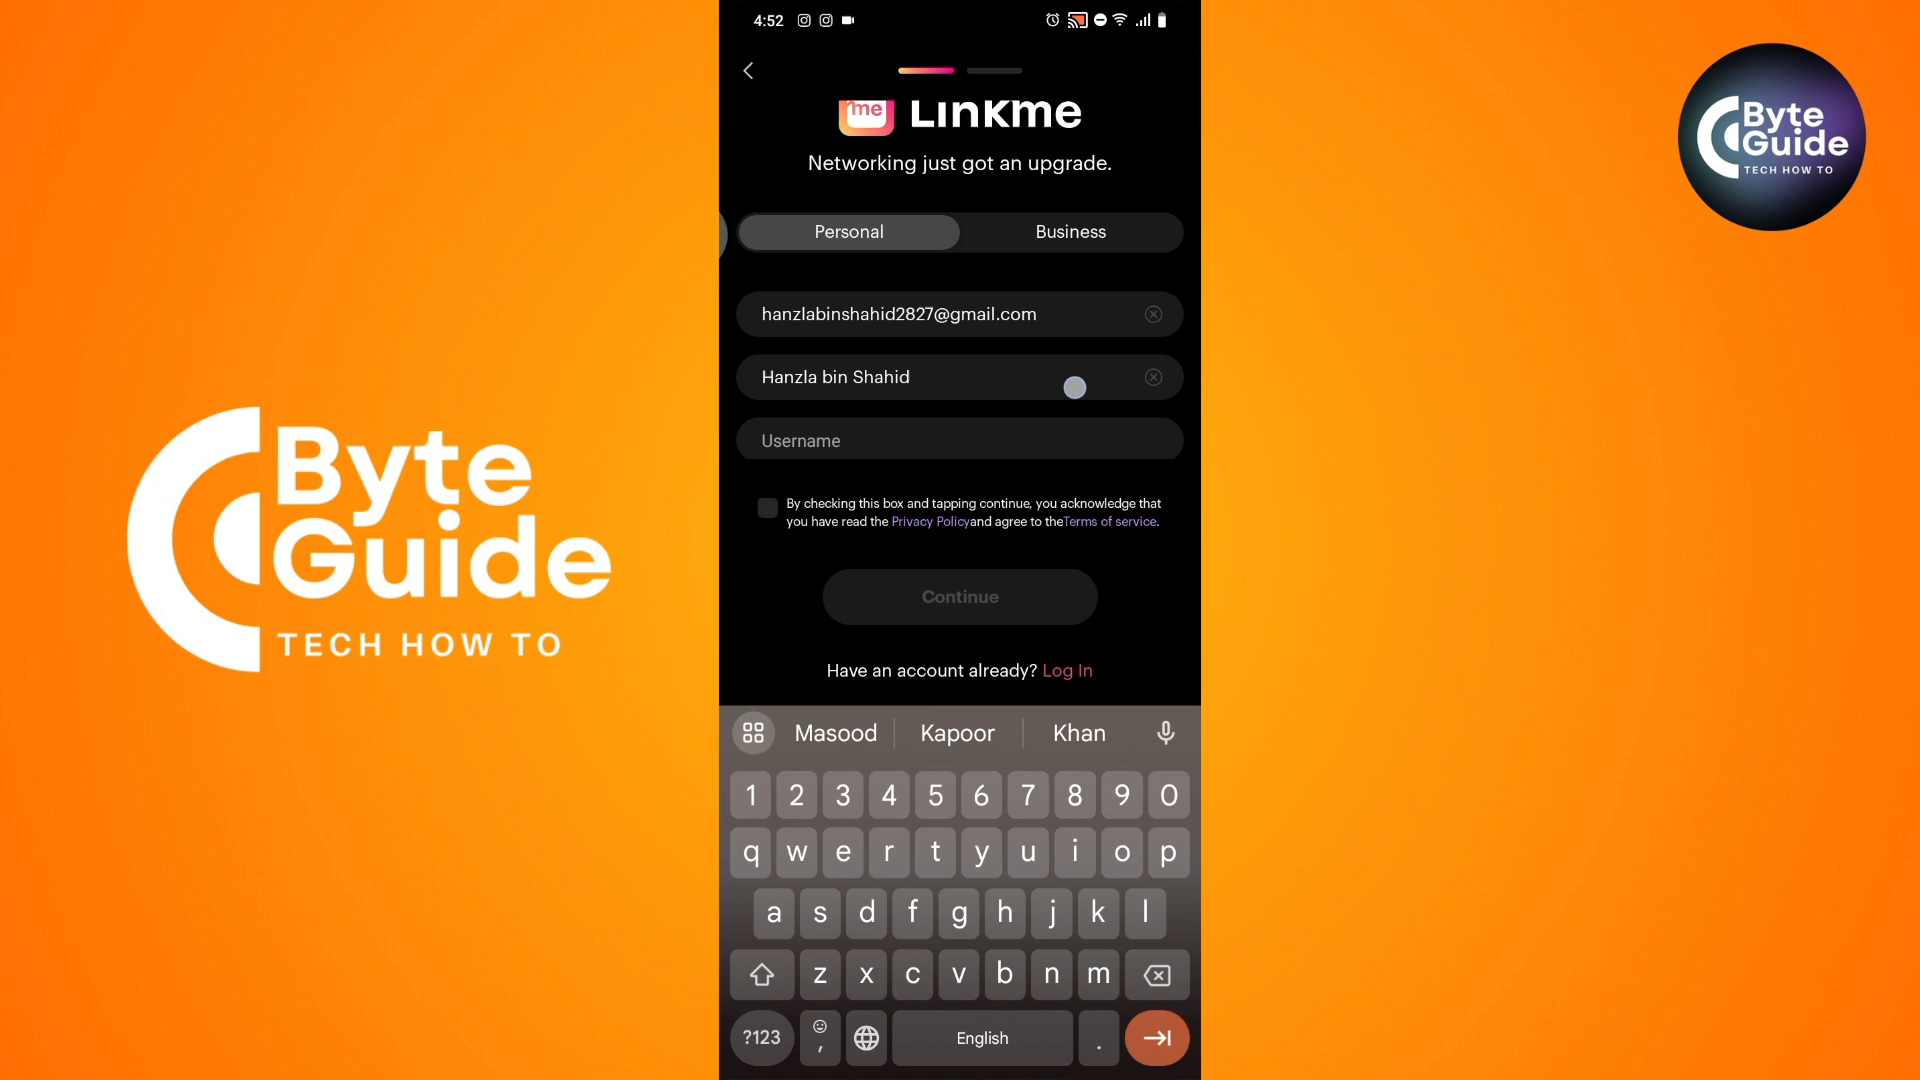 4:52
me LinKme
Networking just got an upgrade.
Personal Business
hanzlabinshahid2827@gmail.com
Hanzla bin Shahid
Username
By checking this box and tapping continue, you acknowledge that
you have read the Privacy Policyand agree to theTerms of service.
Continue
Have an account already? Log In
Masood Kapoor Khan
1 2 3 4 5 6 7 8 9 0
q w e r t y u i o p
a s d f g h j k l
z x c v b n m
?123 , English .
Byte
Guide
TECH HOW TO
Byte
Guide
TECH HOW TO